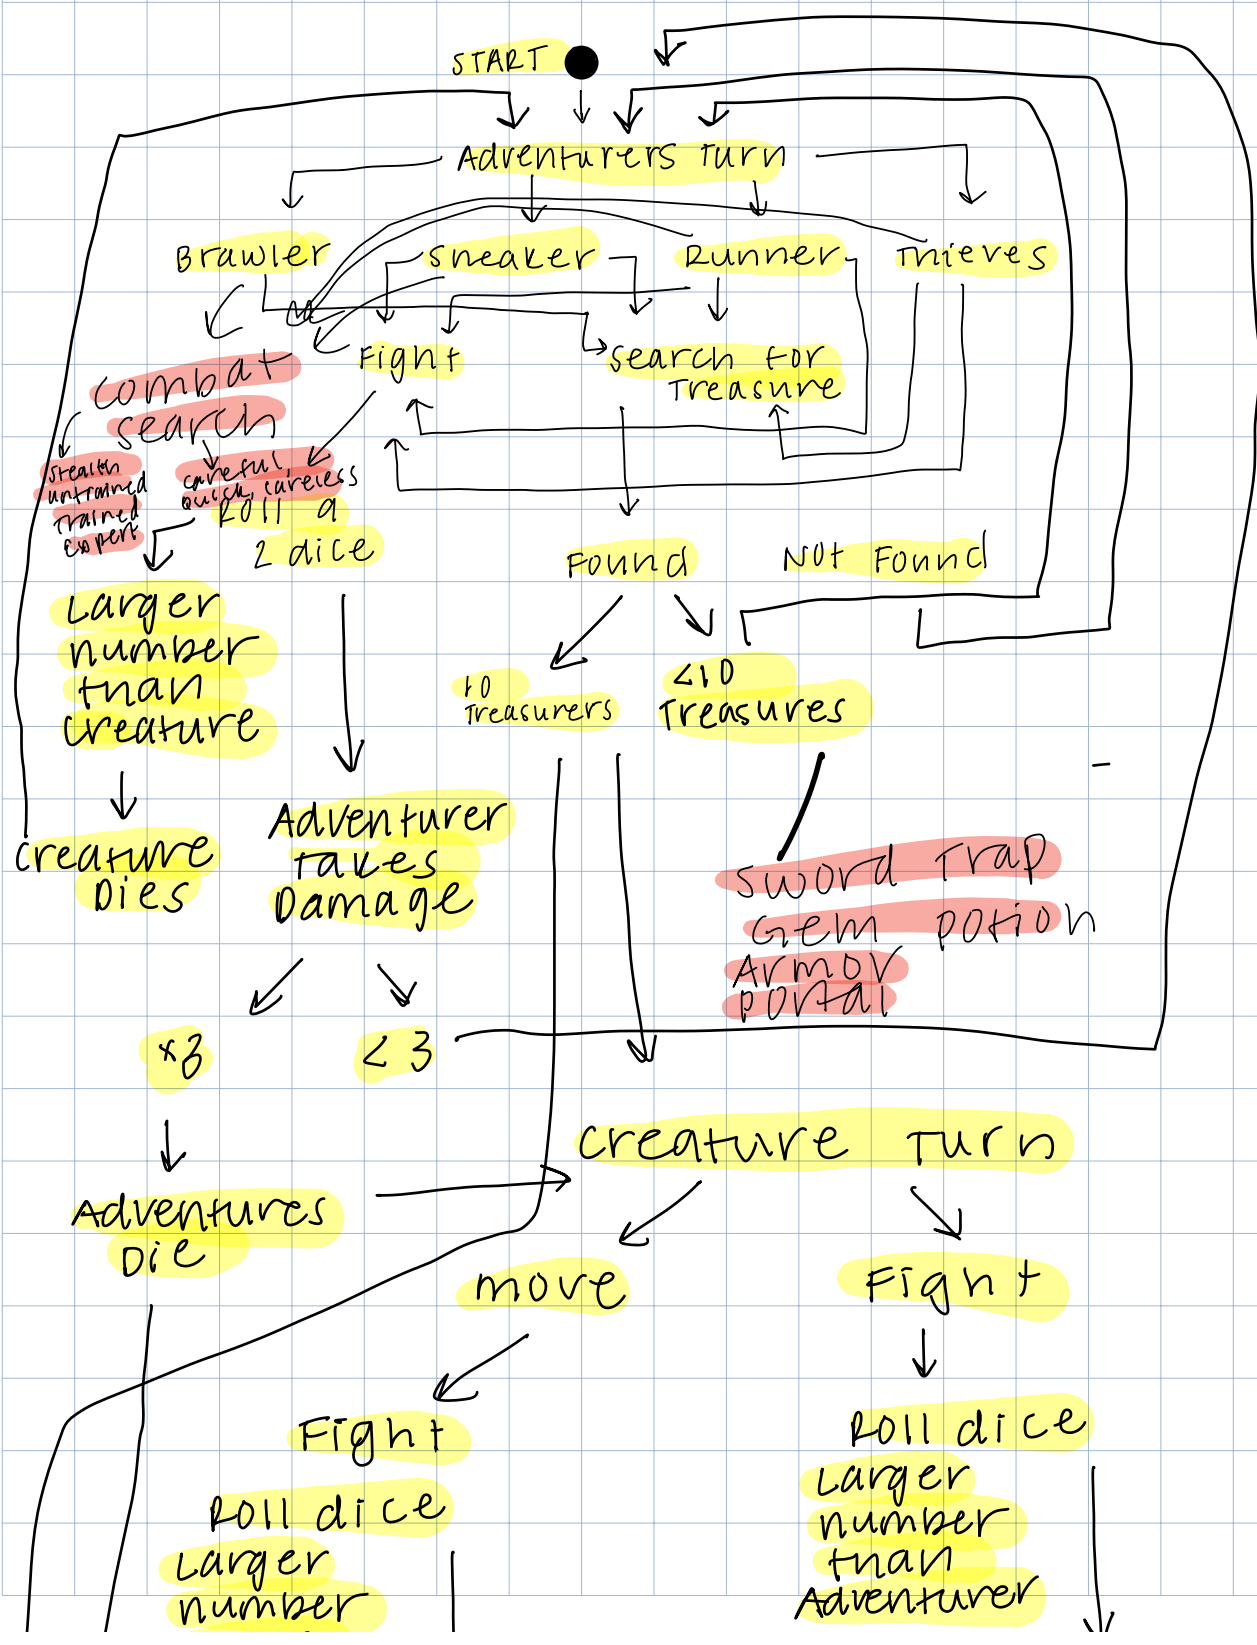 START
Adventurers Turn
Brawler
Sneaker
Runner
Thieves
Combat
search
Fight
Search for
Treasure
Stealth
untrained
Trained
Expert
Careful,
Quick, careless
Roll a
2 dice
Found
Not Found
Larger
number
than
Creature
10
Treasurers
<10
Treasures
Creature
Dies
Adventurer
Takes
Damage
Sword Trap
Gem potion
Armor
portal
x3
< 3
Creature Turn
Adventures
Die
move
Fight
Fight
Roll dice
Larger
number
Roll dice
Larger
number
than
Adventurer